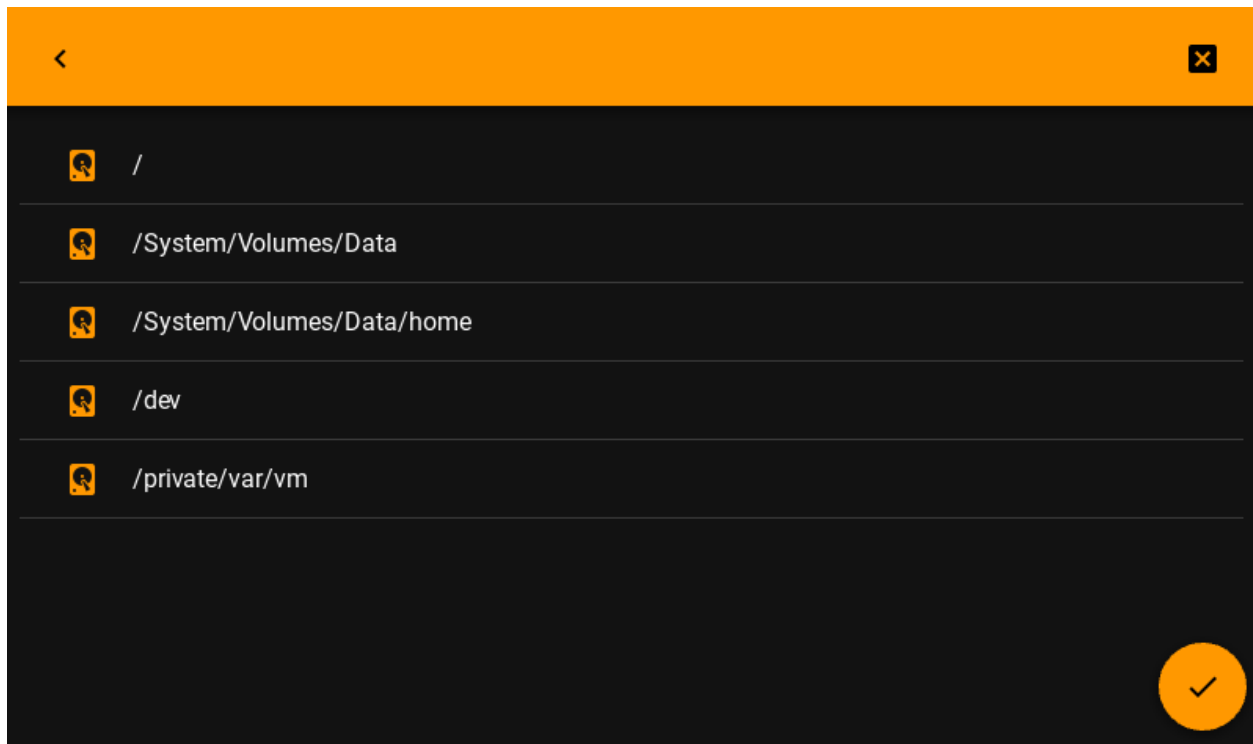 /
/System/Volumes/Data
/System/Volumes/Data/home
/dev
/private/var/vm